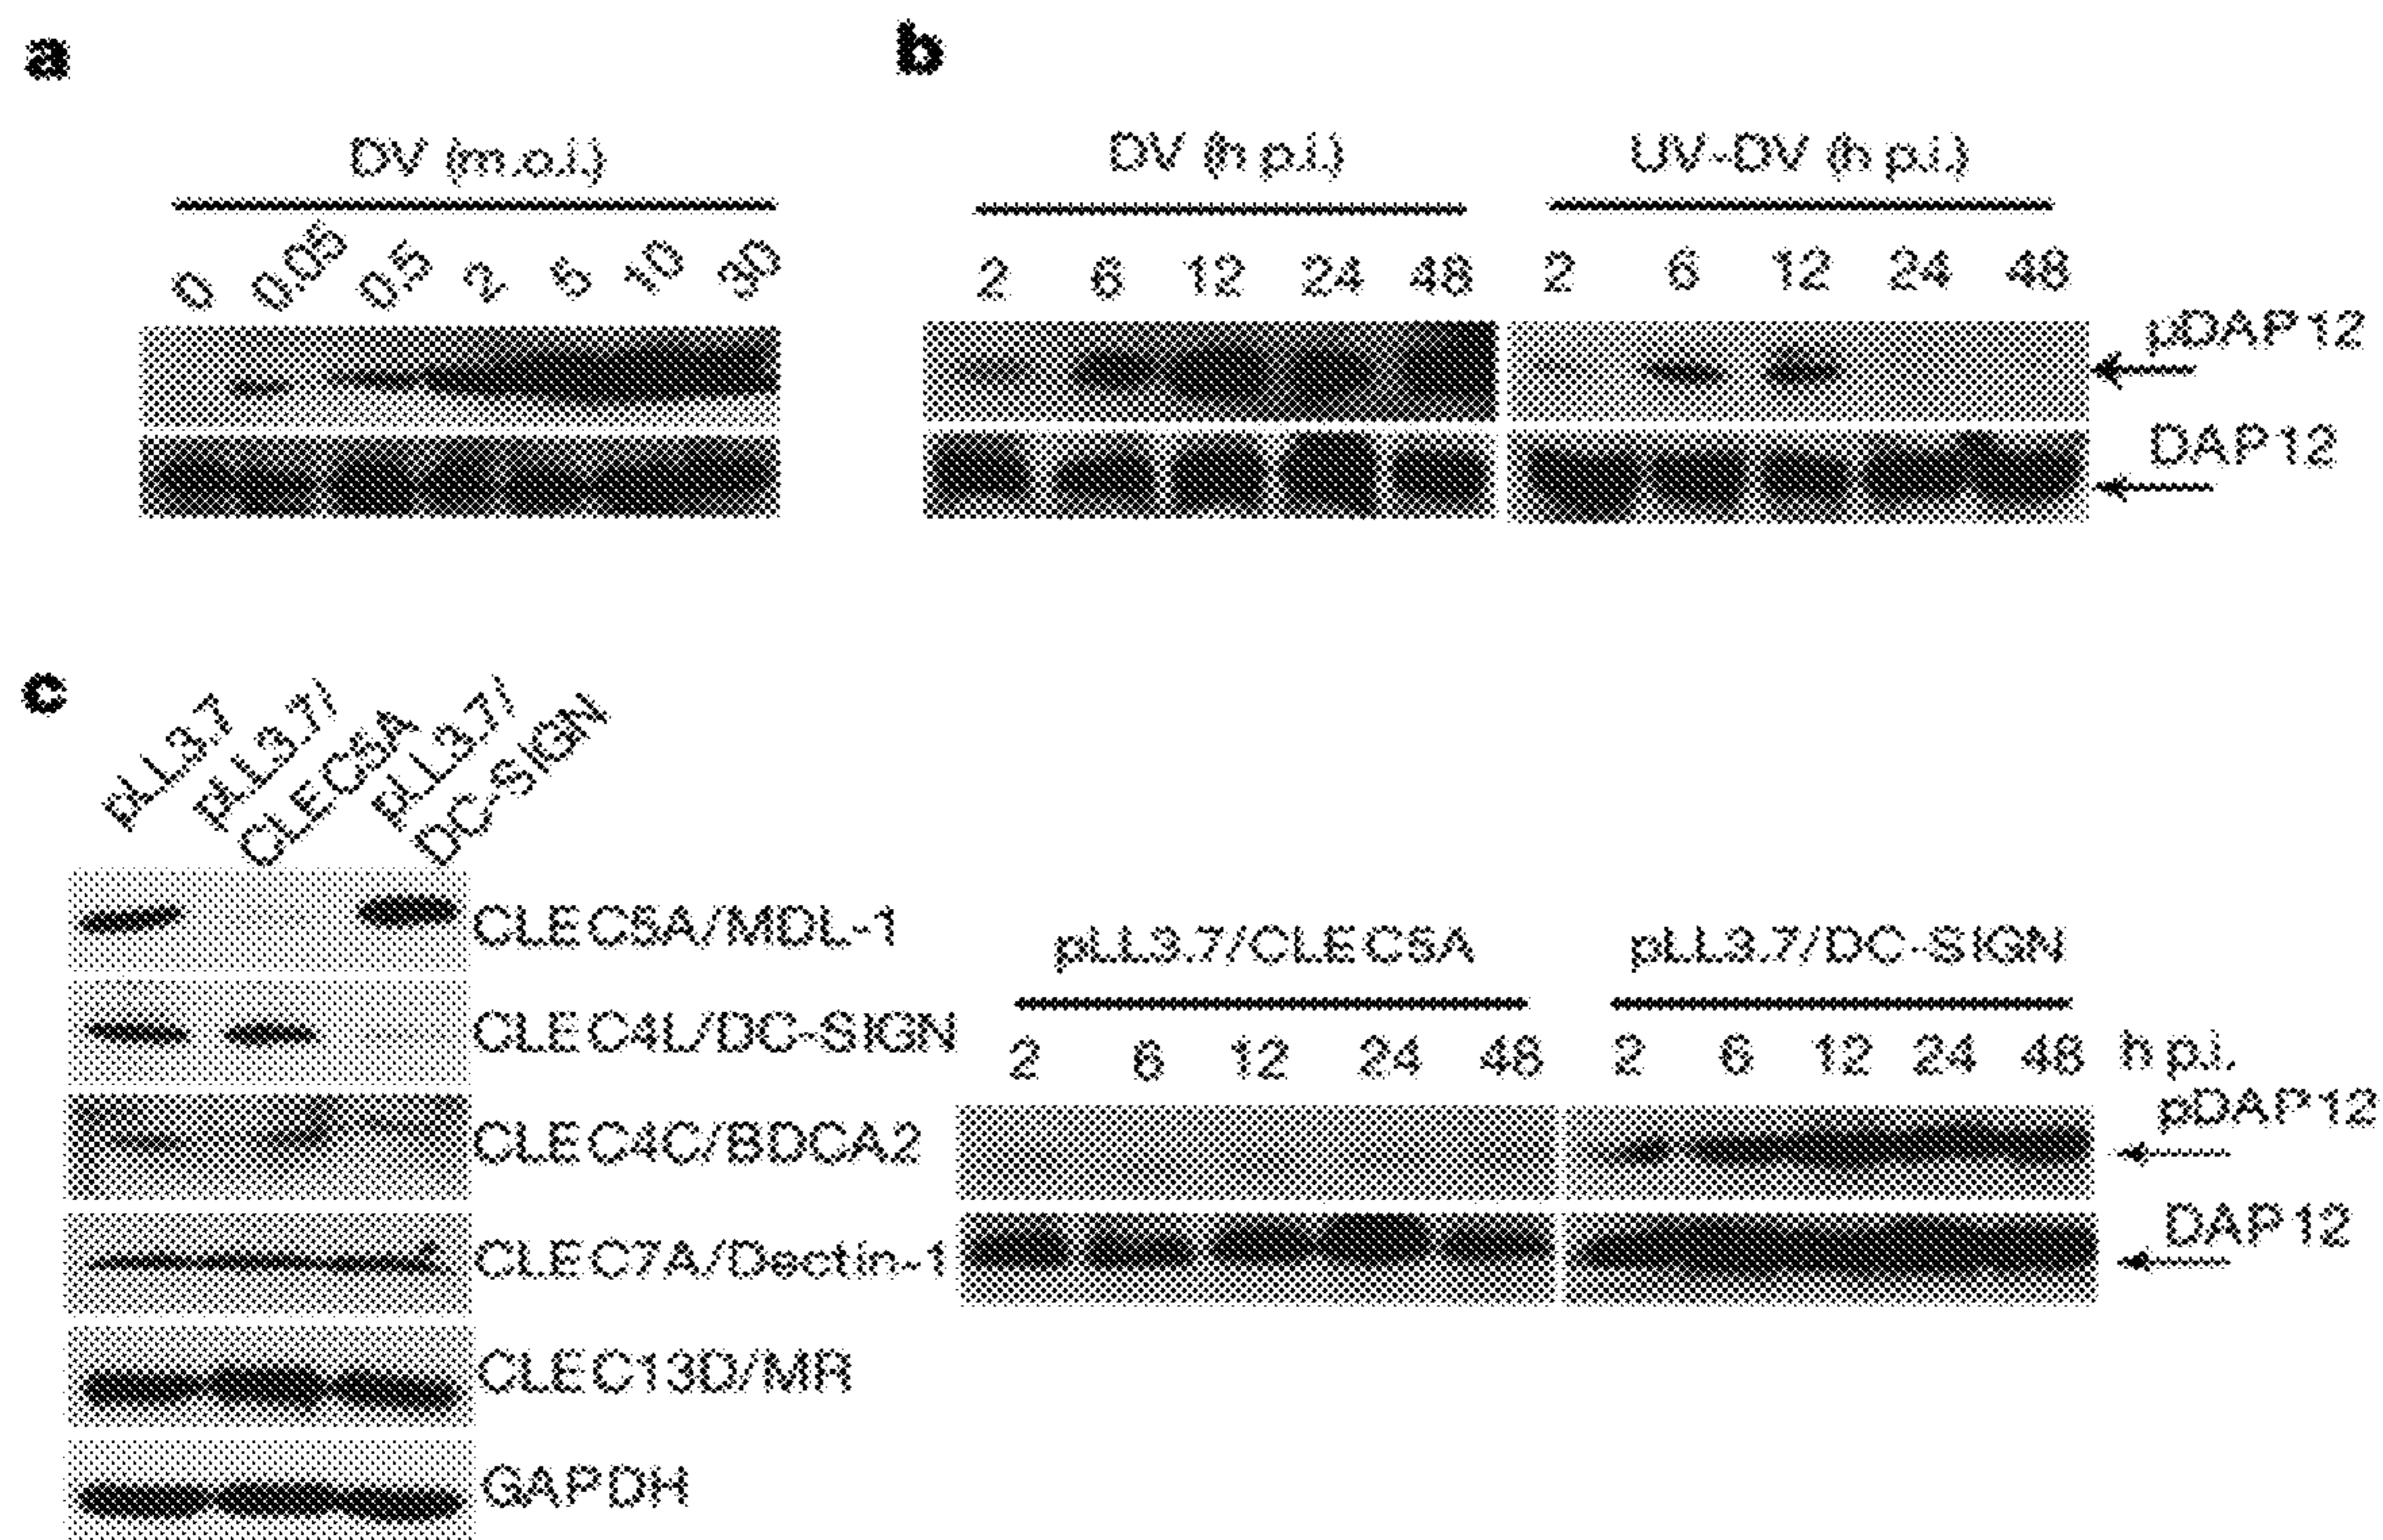 a
DV (m.o.i.)
0 0.05 0.5 2 5 10 30
b
DV (h p.i.) UV-DV (h p.i.)
2 6 12 24 48 2 6 12 24 48
pDAP12
DAP12
c
pLL3.7
pLL3.7/
CLEC5A
pLL3.7/
DC-SIGN
CLEC5A/MDL-1
CLEC4L/DC-SIGN
CLEC4C/BDCA2
CLEC7A/Dectin-1
CLEC13D/MR
GAPDH
pLL3.7/CLEC5A pLL3.7/DC-SIGN
2 6 12 24 48 2 6 12 24 48 h p.i.
pDAP12
DAP12